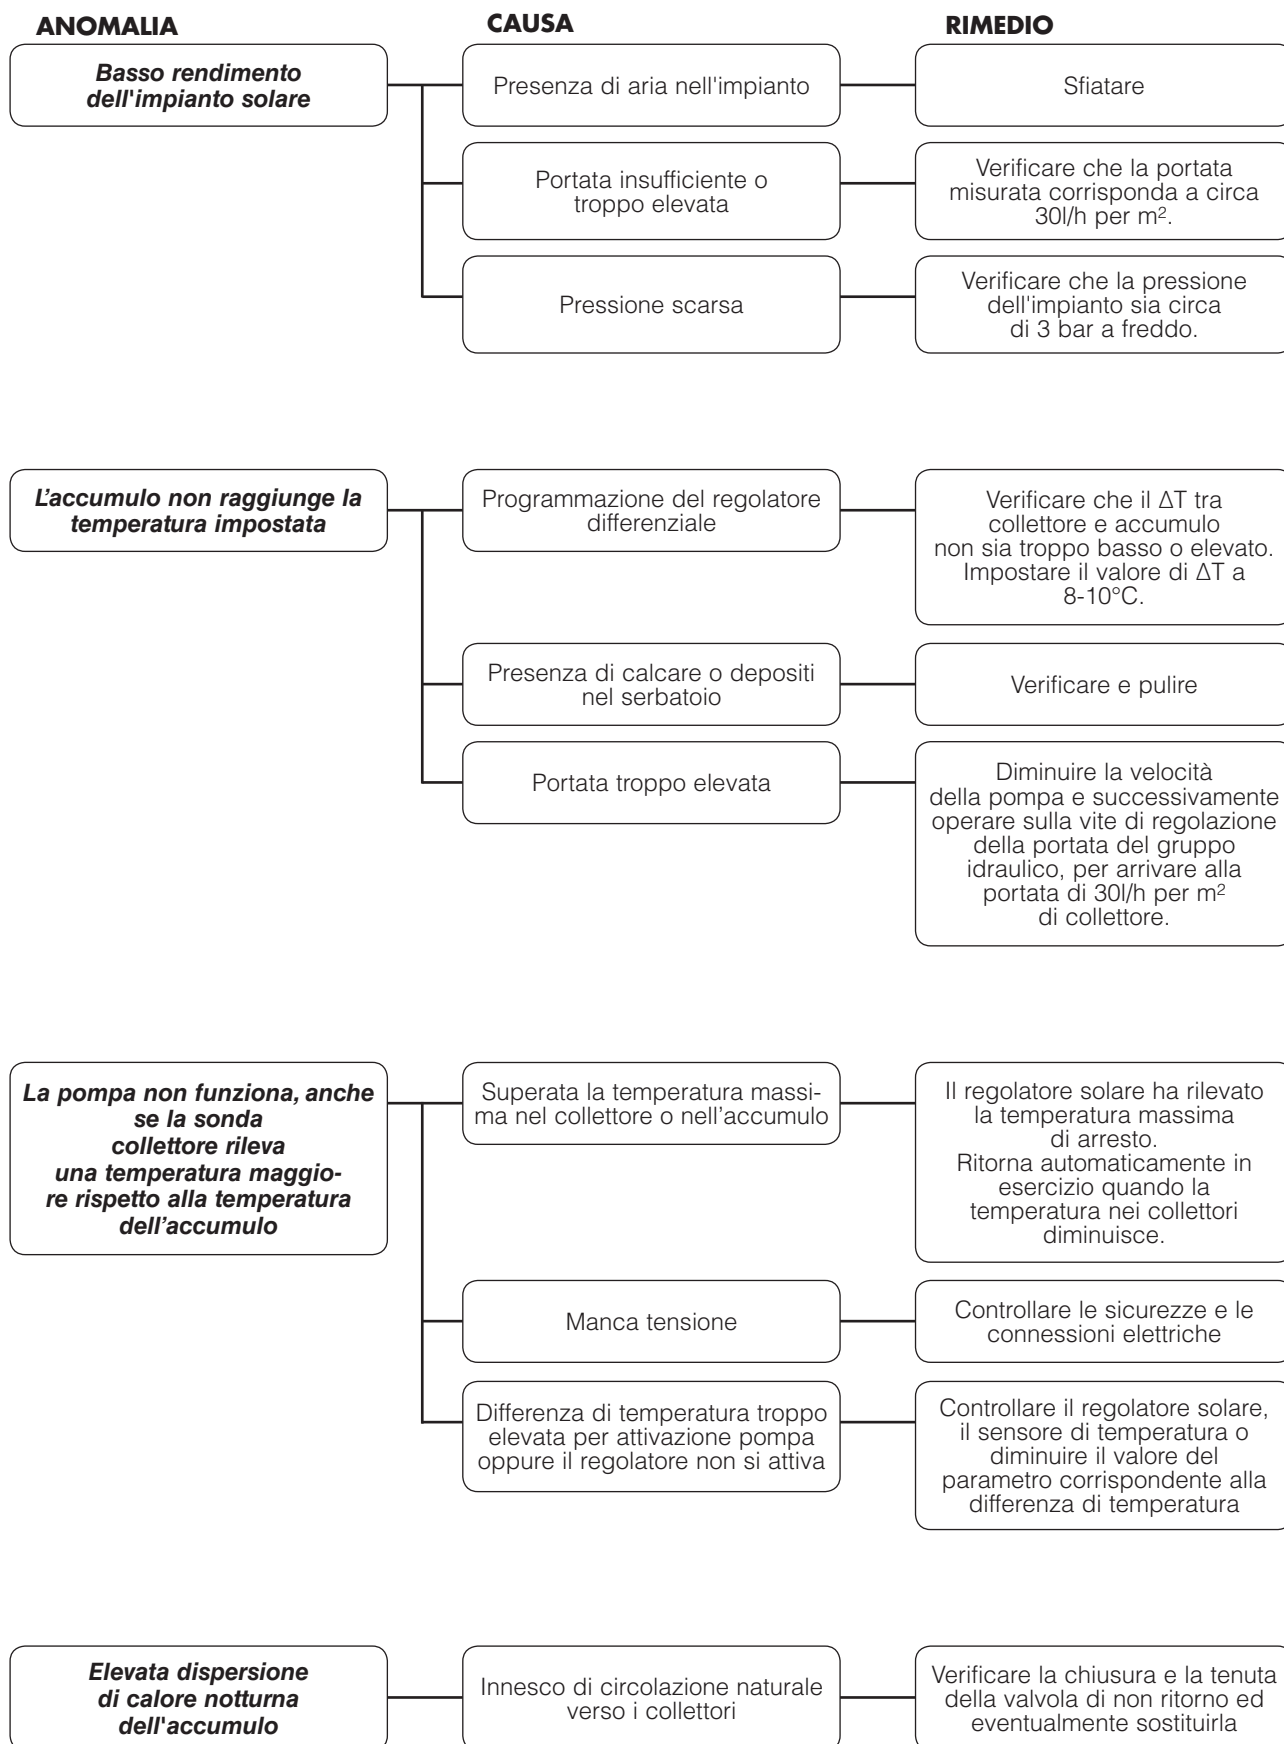 ANOMALIA
CAUSA
RIMEDIO
Basso rendimento
dell'impianto solare
Presenza di aria nell'impianto
Sfiatare
Portata insufficiente o
troppo elevata
Verificare che la portata
misurata corrisponda a circa
30l/h per m².
Pressione scarsa
Verificare che la pressione
dell'impianto sia circa
di 3 bar a freddo.
L'accumulo non raggiunge la
temperatura impostata
Programmazione del regolatore
differenziale
Verificare che il ΔT tra
collettore e accumulo
non sia troppo basso o elevato.
Impostare il valore di ΔT a
8-10°C.
Presenza di calcare o depositi
nel serbatoio
Verificare e pulire
Portata troppo elevata
Diminuire la velocità
della pompa e successivamente
operare sulla vite di regolazione
della portata del gruppo
idraulico, per arrivare alla
portata di 30l/h per m²
di collettore.
La pompa non funziona, anche
se la sonda
collettore rileva
una temperatura maggio-
re rispetto alla temperatura
dell’accumulo
Superata la temperatura massi-
ma nel collettore o nell’accumulo
Il regolatore solare ha rilevato
la temperatura massima
di arresto.
Ritorna automaticamente in
esercizio quando la
temperatura nei collettori
diminuisce.
Manca tensione
Controllare le sicurezze e le
connessioni elettriche
Differenza di temperatura troppo
elevata per attivazione pompa
oppure il regolatore non si attiva
Controllare il regolatore solare,
il sensore di temperatura o
diminuire il valore del
parametro corrispondente alla
differenza di temperatura
Elevata dispersione
di calore notturna
dell'accumulo
Innesco di circolazione naturale
verso i collettori
Verificare la chiusura e la tenuta
della valvola di non ritorno ed
eventualmente sostituirla